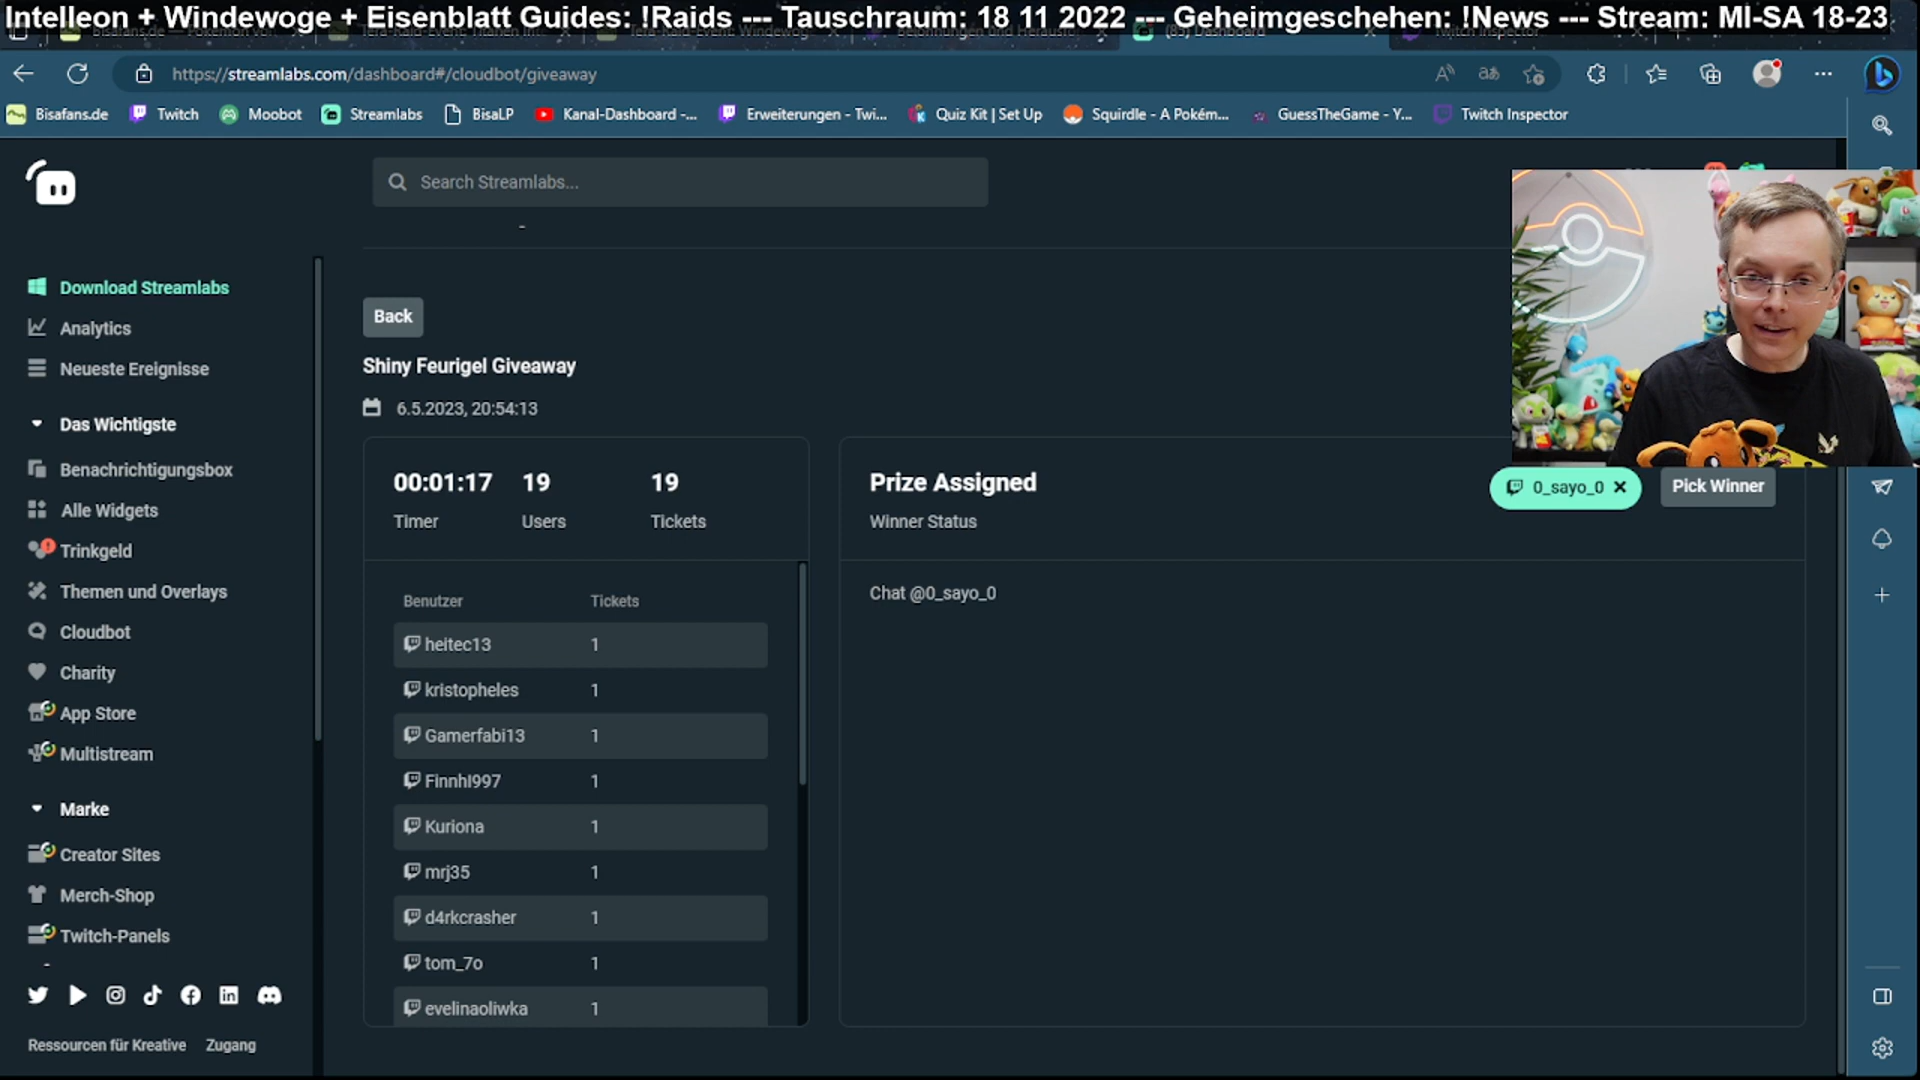 Intelleon + Windewoge + Eisenblatt Guides: !Raids --- Tauschraum: 18 11 2022 --- Geheimgeschehen: !News --- Stream: MI-SA 18-23
https://streamlabs.com/dashboard#/cloudbot/giveaway
Bisafans.de Twitch Moobot Streamlabs BisaLP Kanal-Dashboard -... Erweiterungen - Twi... Quiz Kit | Set Up Squirdle - A Pokém... GuessTheGame - Y... Twitch Inspector
Search Streamlabs...
-
Download Streamlabs
Analytics
Neueste Ereignisse
Das Wichtigste
Benachrichtigungsbox
Alle Widgets
Trinkgeld
Themen und Overlays
Cloudbot
Charity
App Store
Multistream
Marke
Creator Sites
Merch-Shop
Twitch-Panels
Ressourcen für Kreative Zugang
Back
Shiny Feurigel Giveaway
6.5.2023, 20:54:13
00:01:17 19 19
Timer Users Tickets
Benutzer Tickets
heitec13 1
kristopheles 1
Gamerfabi13 1
Finnhl997 1
Kuriona 1
mrj35 1
d4rkcrasher 1
tom_7o 1
evelinaoliwka 1
Prize Assigned
Winner Status
0_sayo_0 Pick Winner
Chat @0_sayo_0